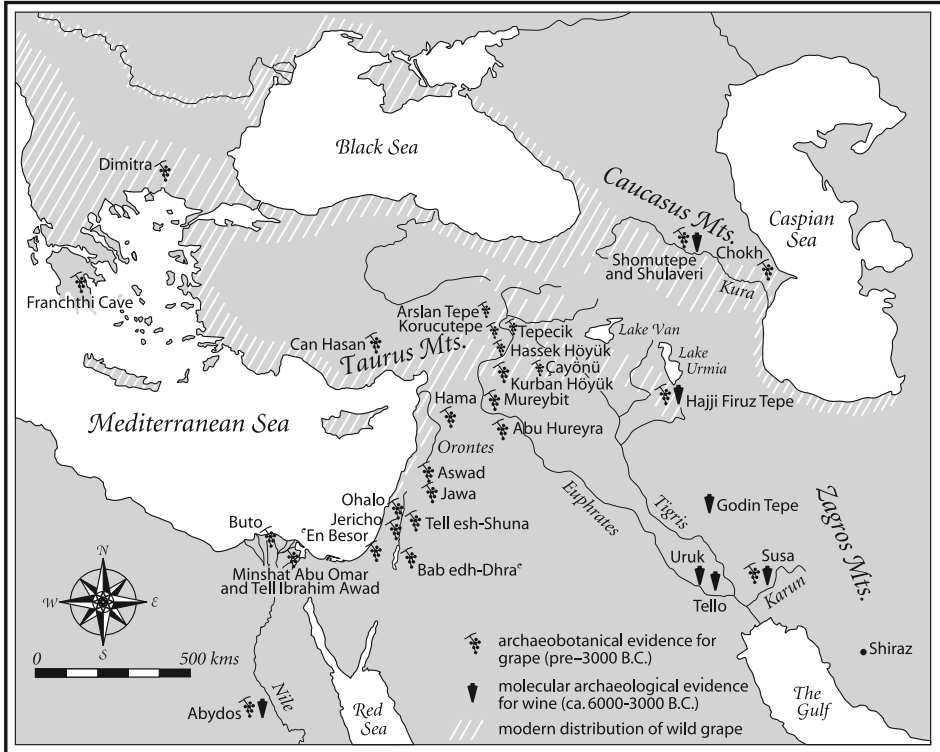 Black Sea
Dimitra
Caucasus Mts.
Caspian
Sea
Chokh
Shomutepe
and Shulaveri
Kura
Franchthi Cave
Arslan Tepe
Korucutepe
Tepecik
Lake Van
Can Hasan
Taurus Mts.
Hassek Höyük
Çayönü
Lake
Urmia
Kurban Höyük
Hama
Mureybit
Hajji Firuz Tepe
Mediterranean Sea
Abu Hureyra
Orontes
Aswad
Jawa
Ohalo
Euphrates
Tigris
Godin Tepe
Zagros Mts.
Buto
Jericho
Tell esh-Shuna
ʿEn Besor
Uruk
Susa
Minshat Abu Omar
and Tell Ibrahim Awad
Bab edh-Dhraʿ
Tello
Karun
N
W
E
S
0
500 kms
archaeobotanical evidence for
grape (pre–3000 B.C.)
Shiraz
molecular archaeological evidence
for wine (ca. 6000-3000 B.C.)
The
Gulf
Abydos
Nile
Red
Sea
modern distribution of wild grape